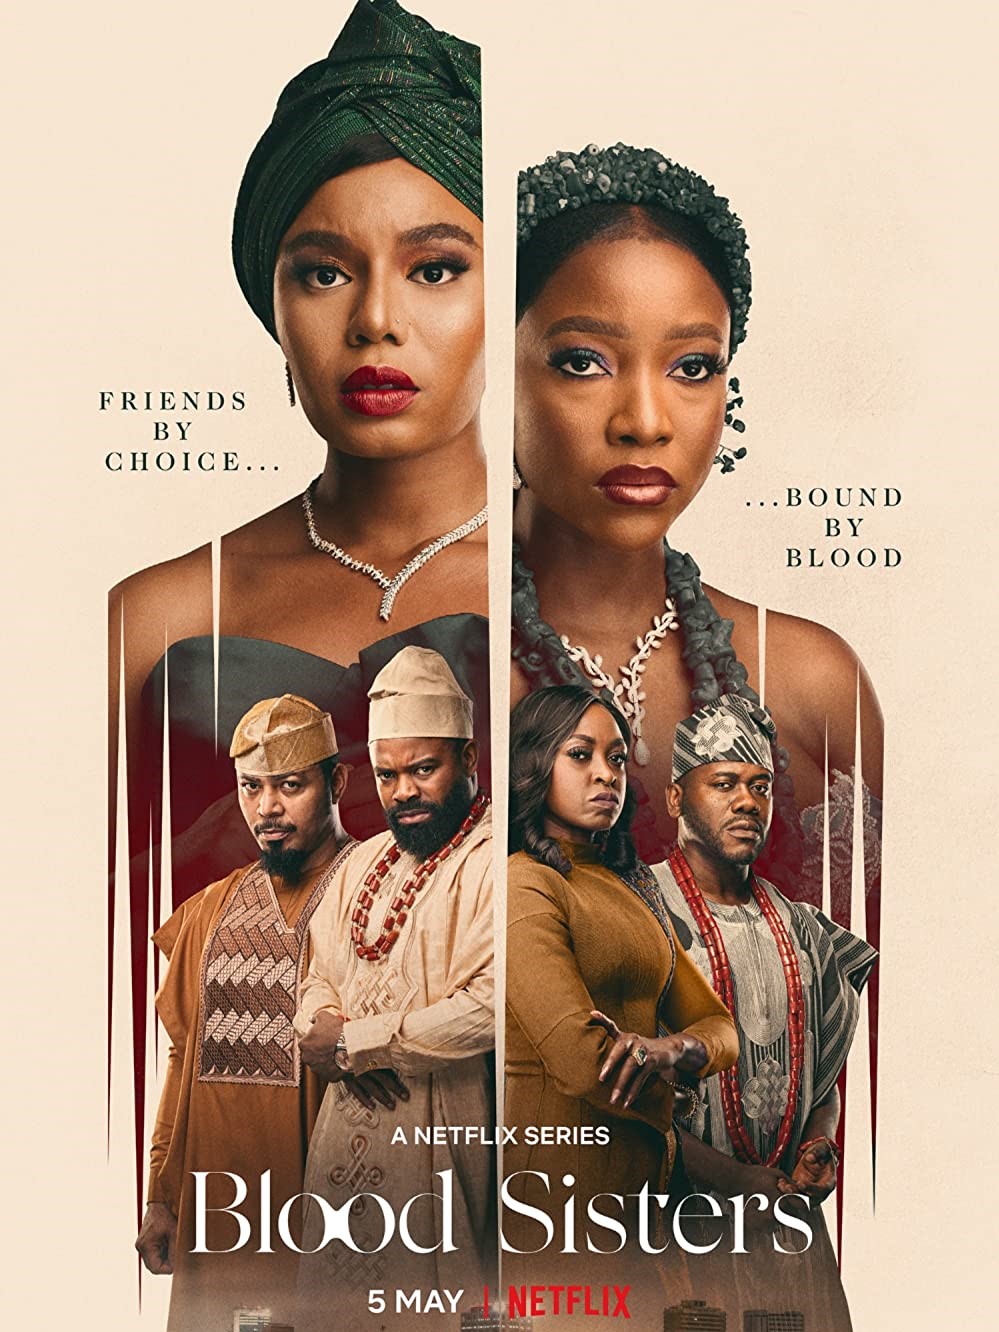 FRIENDS
BY
CHOICE...
...BOUND
BY
BLOOD
A NETFLIX SERIES
Blood Sisters
5 MAY | NETFLIX